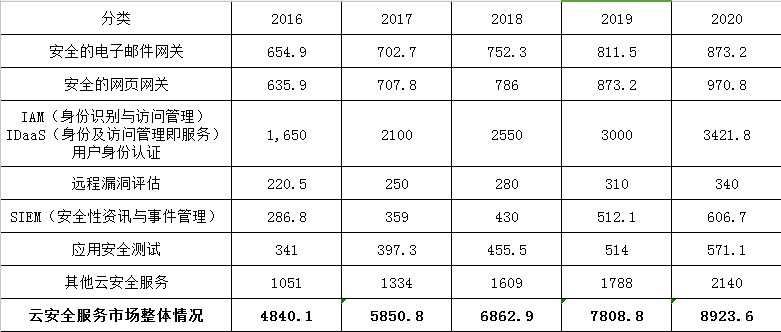 分类 2016 2017 2018 2019 2020
安全的电子邮件网关 654.9 702.7 752.3 811.5 873.2
安全的网页网关 635.9 707.8 786 873.2 970.8
IAM（身份识别与访问管理）
IDaaS（身份及访问管理即服务） 1,650 2100 2550 3000 3421.8
用户身份认证
远程漏洞评估 220.5 250 280 310 340
SIEM（安全性资讯与事件管理） 286.8 359 430 512.1 606.7
应用安全测试 341 397.3 455.5 514 571.1
其他云安全服务 1051 1334 1609 1788 2140
云安全服务市场整体情况 4840.1 5850.8 6862.9 7808.8 8923.6